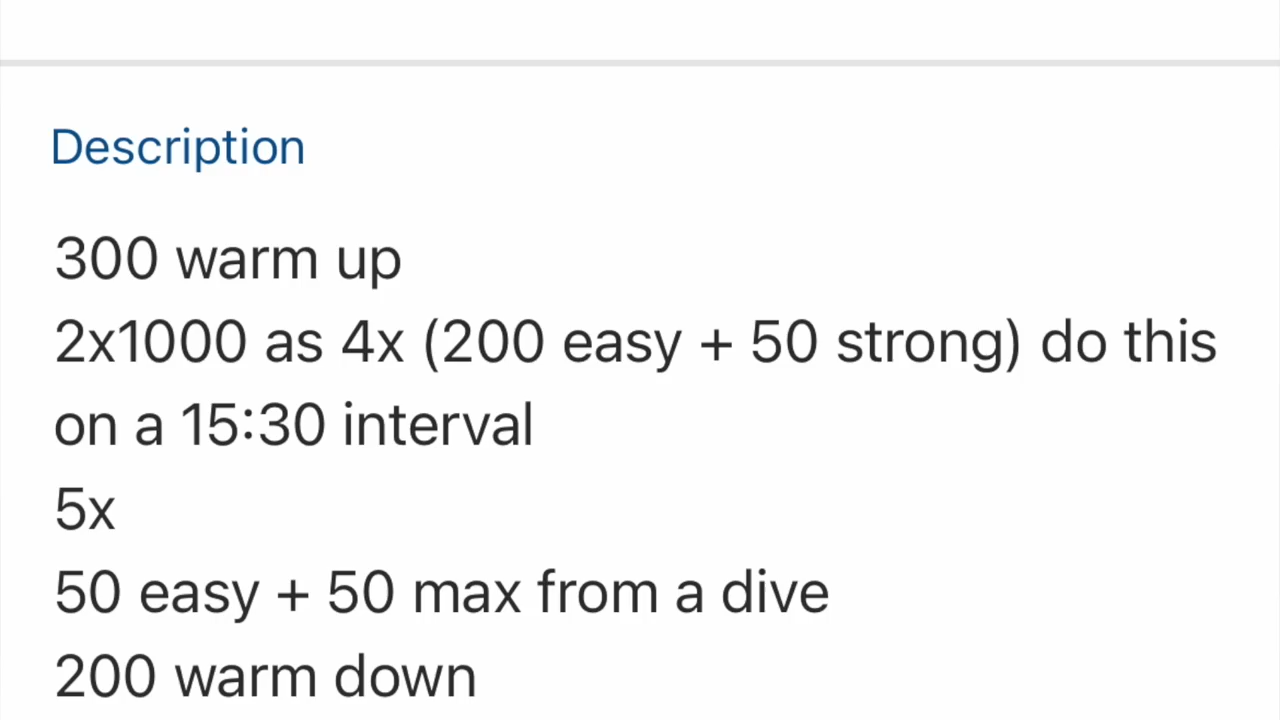 Description
300 warm up
2x1000 as 4x (200 easy + 50 strong) do this
on a 15:30 interval
5x
50 easy + 50 max from a dive
200 warm down